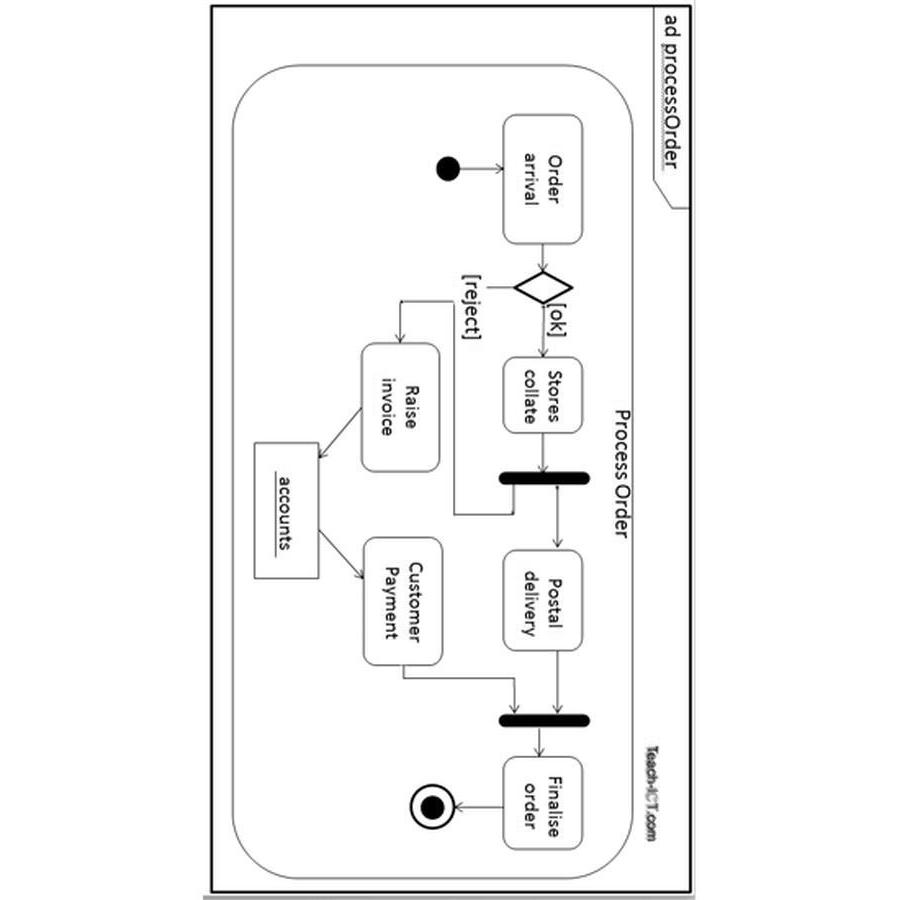 ad processOrder
Teach-ICT.com
Process Order
Order
arrival
[ok]
[reject]
Stores
collate
Postal
delivery
Finalise
order
Raise
invoice
Customer
Payment
accounts